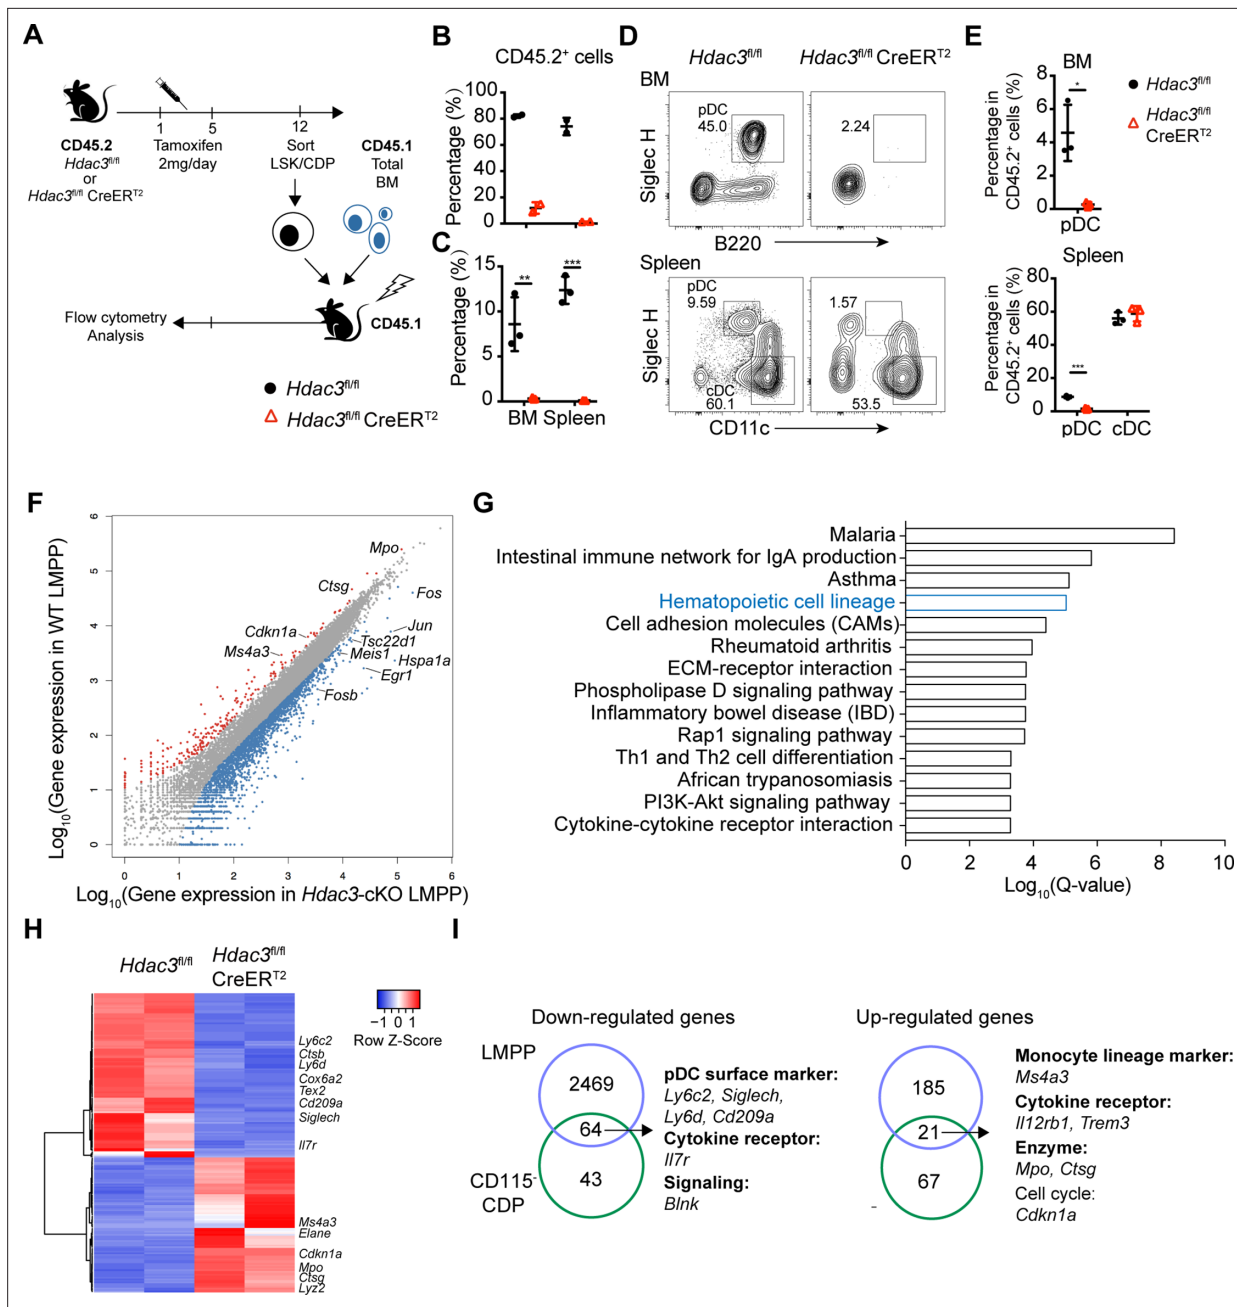 A
CD45.2
Hdac3fl/fl
or
Hdac3fl/fl CreERT2
1
5
12
Tamoxifen
2mg/day
Sort
LSK/CDP
CD45.1
Total
BM
CD45.1
Flow cytometry
Analysis
Hdac3fl/fl
Hdac3fl/fl CreERT2
B
CD45.2+ cells
Percentage (%)
100
80
60
40
20
0
C
Percentage (%)
15
10
5
0
**
***
BM Spleen
D
Hdac3fl/fl
Hdac3fl/fl CreERT2
BM
pDC
45.0
2.24
Siglec H
B220
Spleen
pDC
9.59
1.57
cDC
60.1
53.5
Siglec H
CD11c
E
BM
Percentage in
CD45.2+ cells (%)
8
6
4
2
0
*
pDC
Hdac3fl/fl
Hdac3fl/fl
CreERT2
Spleen
Percentage in
CD45.2+ cells (%)
80
60
40
20
0
***
pDC cDC
F
Log10(Gene expression in WT LMPP)
6
5
4
3
2
1
0
Mpo
Ctsg
Fos
Cdkn1a
Jun
Tsc22d1
Ms4a3
Meis1
Hspa1a
Egr1
Fosb
0 1 2 3 4 5 6
Log10(Gene expression in Hdac3-cKO LMPP)
G
Malaria
Intestinal immune network for IgA production
Asthma
Hematopoietic cell lineage
Cell adhesion molecules (CAMs)
Rheumatoid arthritis
ECM-receptor interaction
Phospholipase D signaling pathway
Inflammatory bowel disease (IBD)
Rap1 signaling pathway
Th1 and Th2 cell differentiation
African trypanosomiasis
PI3K-Akt signaling pathway
Cytokine-cytokine receptor interaction
0 2 4 6 8 10
Log10(Q-value)
H
Hdac3fl/fl
Hdac3fl/fl
CreERT2
−1 0 1
Row Z-Score
Ly6c2
Ctsb
Ly6d
Cox6a2
Tex2
Cd209a
Siglech
Il7r
Ms4a3
Elane
Cdkn1a
Mpo
Ctsg
Lyz2
I
Down-regulated genes
LMPP
2469
64
43
CD115-
CDP
pDC surface marker:
Ly6c2, Siglech,
Ly6d, Cd209a
Cytokine receptor:
Il7r
Signaling:
Blnk
Up-regulated genes
185
21
67
-
Monocyte lineage marker:
Ms4a3
Cytokine receptor:
Il12rb1, Trem3
Enzyme:
Mpo, Ctsg
Cell cycle:
Cdkn1a